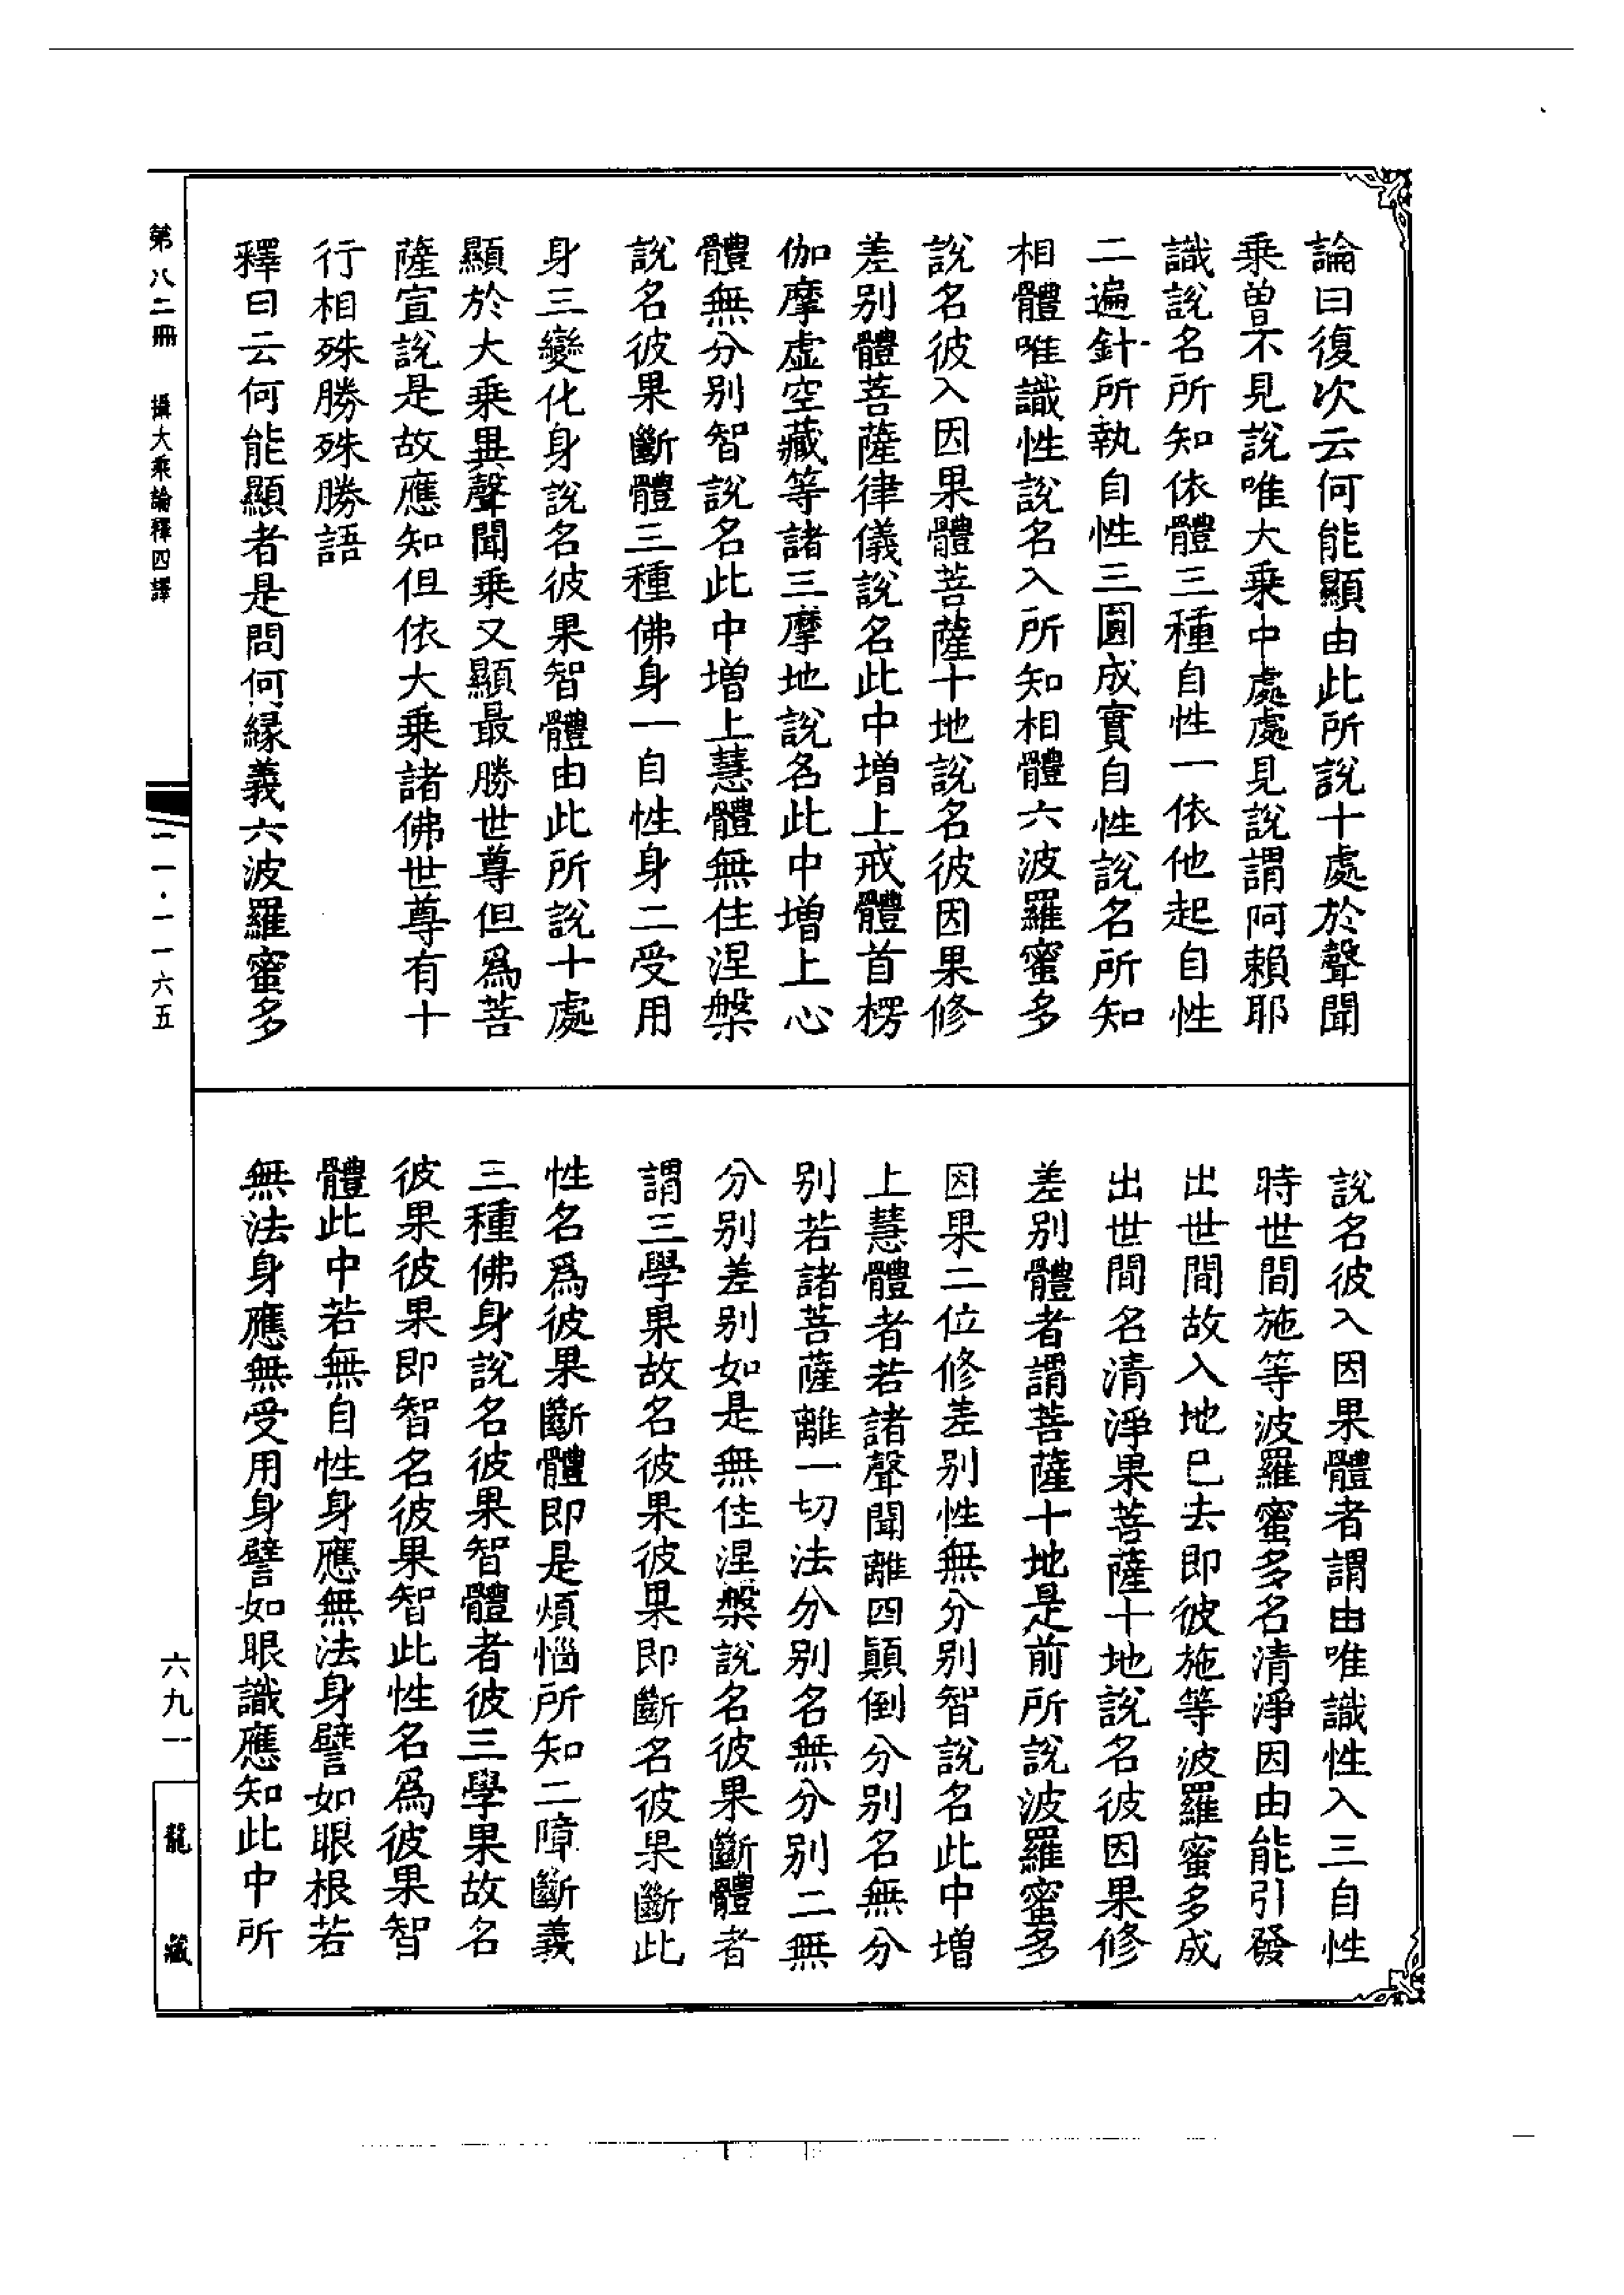 論曰復次云何能顯由此所說十處於聲聞
乘曾不見說唯大乘中處處見說謂阿賴耶
識說名所知依體三種自性一依他起自性
二遍計所執自性三圓成實自性說名所知
相體唯識性說名入所知相體六波羅蜜多
說名彼入因果體菩薩十地說名彼因果修
差別體菩薩律儀說名此中增上戒體首楞
伽摩虛空藏等諸三摩地說名此中增上心
體無分別智說名此中增上慧體無住涅槃
說名彼果斷體三種佛身一自性身二受用
身三變化身說名彼果智體由此所說十處
顯於大乘異聲聞乘又顯最勝世尊但為菩
薩宣說是故應知但依大乘諸佛世尊有十
行相殊勝殊勝語
釋曰云何能顯者是問何緣義六波羅蜜多
說名彼入因果體者謂由唯識性入三自性
時世間施等波羅蜜多名清淨因由能引發
出世間故入地已去即彼施等波羅蜜多成
出世間名清淨果菩薩十地說名彼因果修
差別體者謂菩薩十地是前所說波羅蜜多
因果二位修差別性無分別智說名此中增
上慧體者若諸聲聞離四顛倒分別名無分
別若諸菩薩離一切法分別名無分別二無
分別差別如是無住涅槃說名彼果斷體者
謂三學果故名彼果彼果即斷名彼果斷此
性名為彼果斷體即是煩惱所知二障斷義
三種佛身說名彼果智體者彼三學果故名
彼果彼果即智名彼果智此性名為彼果智
體此中若無自性身應無法身譬如眼根若
無法身應無受用身譬如眼識應知此中所
第八二冊 攝大乘論釋四譯
二一·一一六五
六九一
龍藏